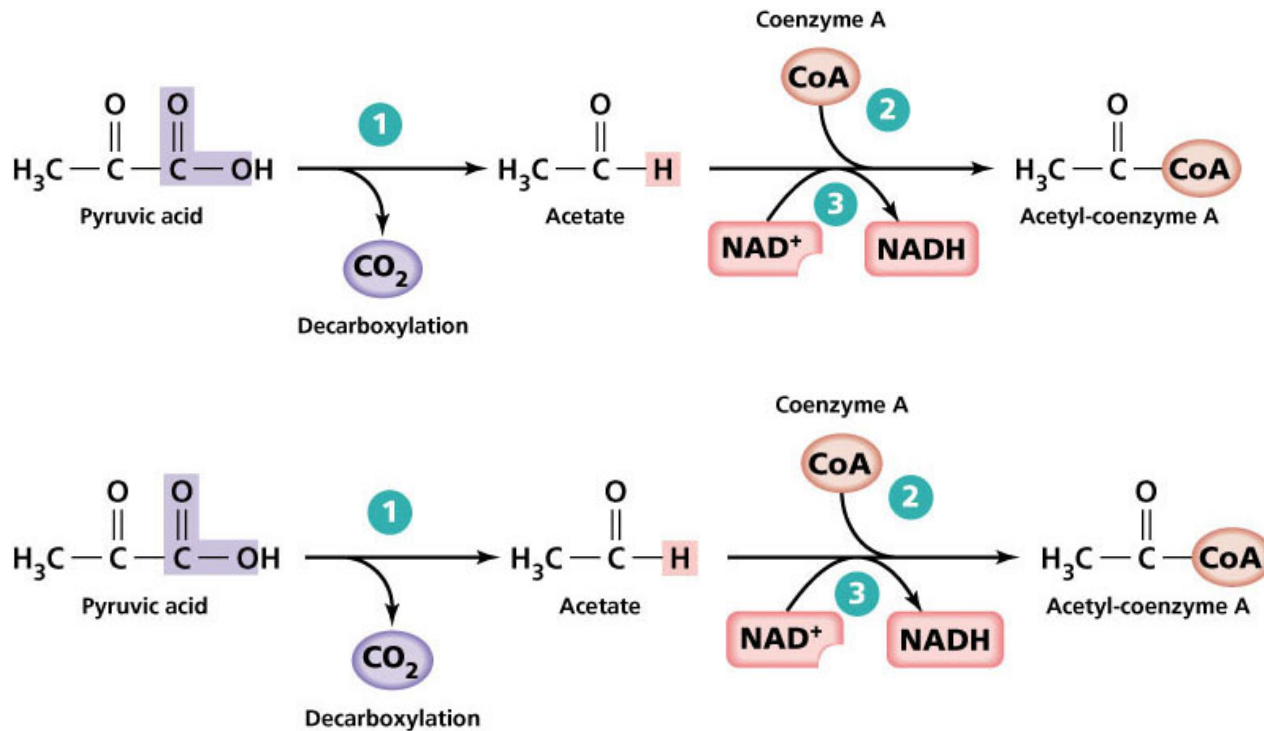 Coenzyme A
CoA
O O 1 2 O
H₃C — C — C — OH H₃C — C — H H₃C — C — CoA
O
Pyruvic acid Acetate 3 Acetyl-coenzyme A
NAD⁺ NADH
CO₂
Decarboxylation
Coenzyme A
CoA
O O 1 2 O
H₃C — C — C — OH H₃C — C — H H₃C — C — CoA
O
Pyruvic acid Acetate 3 Acetyl-coenzyme A
NAD⁺ NADH
CO₂
Decarboxylation